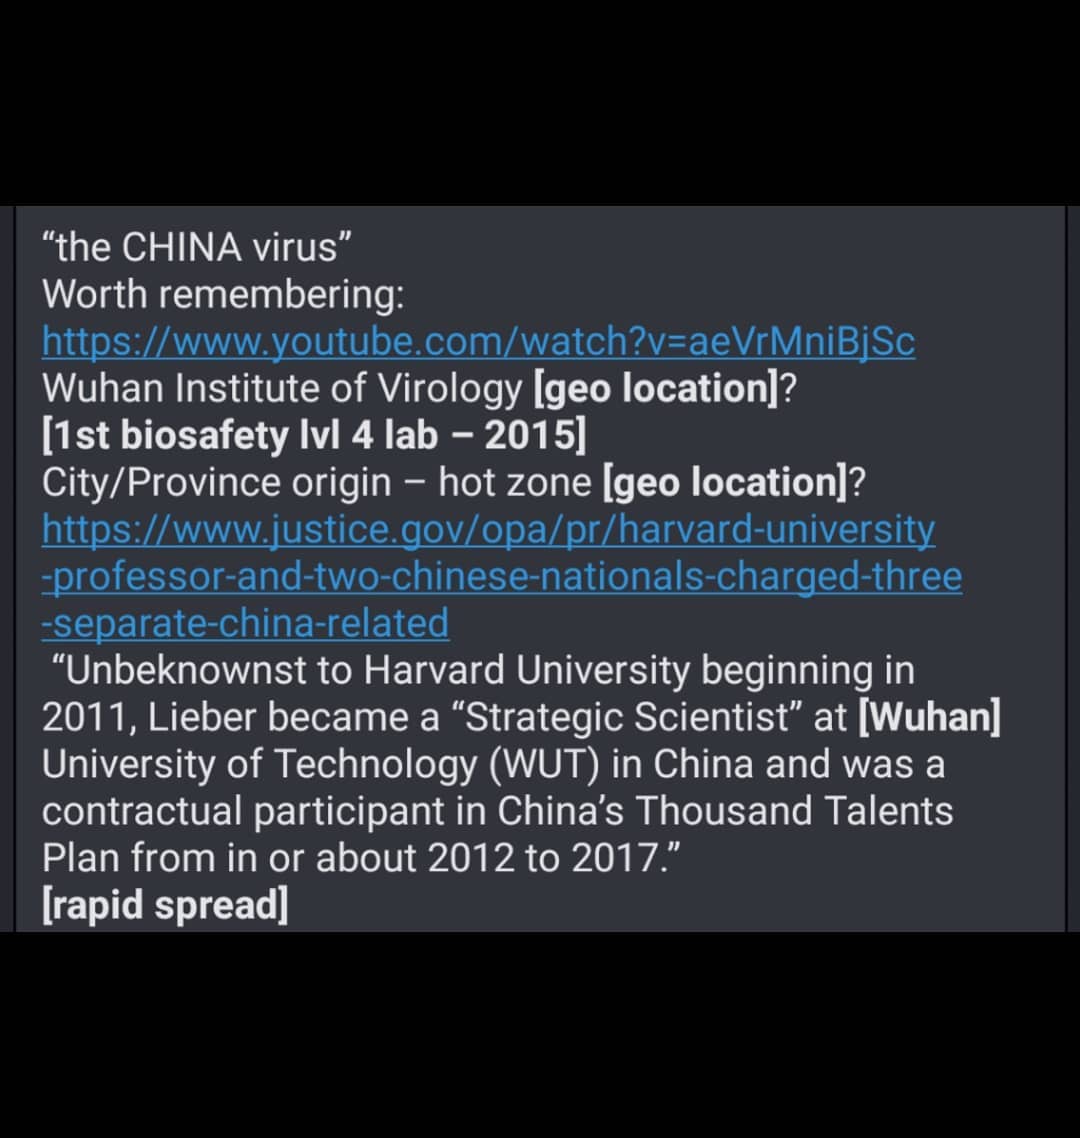 “the CHINA virus”
Worth remembering:
https://www.youtube.com/watch?v=aeVrMniBjSc
Wuhan Institute of Virology [geo location]?
[1st biosafety lvl 4 lab – 2015]
City/Province origin – hot zone [geo location]?
https://www.justice.gov/opa/pr/harvard-university
-professor-and-two-chinese-nationals-charged-three
-separate-china-related
“Unbeknownst to Harvard University beginning in
2011, Lieber became a “Strategic Scientist” at [Wuhan]
University of Technology (WUT) in China and was a
contractual participant in China’s Thousand Talents
Plan from in or about 2012 to 2017.”
[rapid spread]